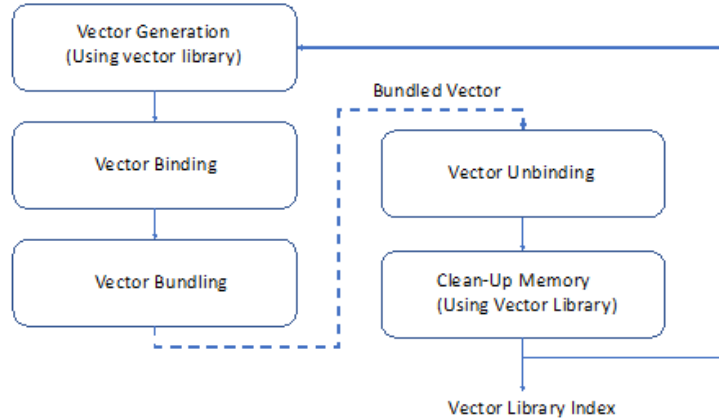 Vector Generation
(Using vector library)
Vector Binding
Vector Bundling
Bundled Vector
Vector Unbinding
Clean-Up Memory
(Using Vector Library)
Vector Library Index